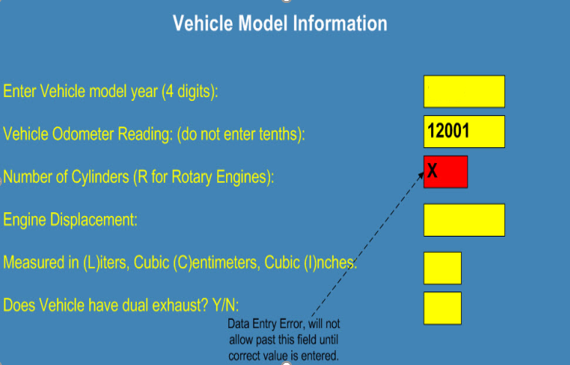 Vehicle Model Information
Enter Vehicle model year (4 digits):
Vehicle Odometer Reading: (do not enter tenths):
12001
Number of Cylinders (R for Rotary Engines):
X
Engine Displacement:
Measured in (L)iters, Cubic (C)entimeters, Cubic (I)nches:
Does Vehicle have dual exhaust? Y/N:
Data Entry Error, will not
allow past this field until
correct value is entered.